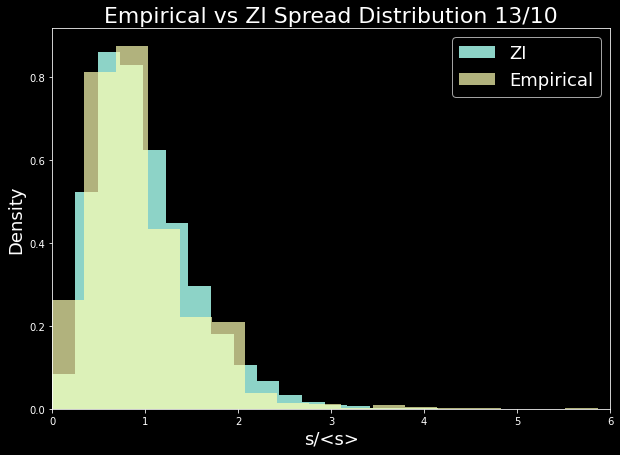 Empirical vs ZI Spread Distribution 13/10
ZI
Empirical
Density
0.8
0.6
0.4
0.2
0.0
0 1 2 3 4 5 6
s/<s>